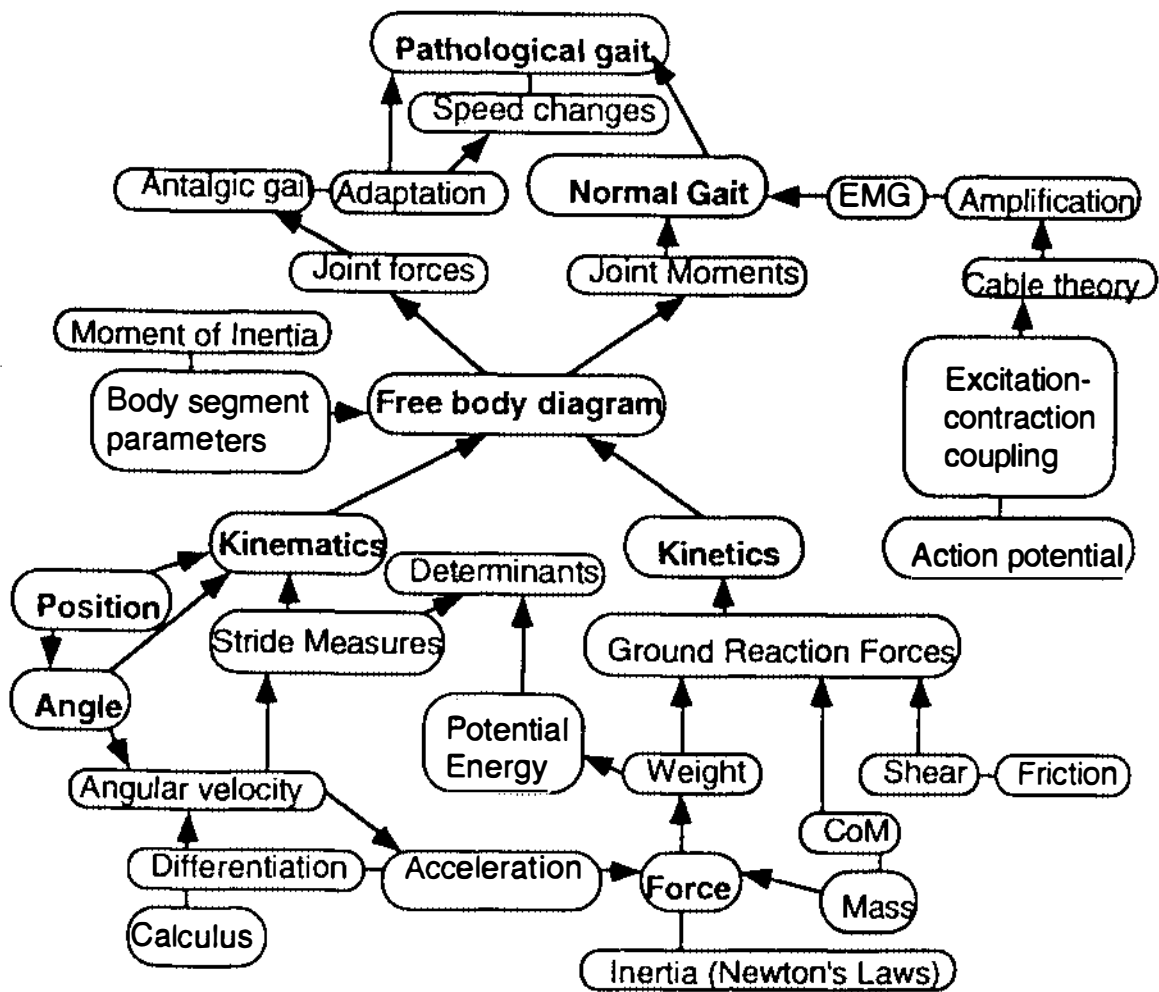 Pathological gait
Speed changes
Antalgic gai
Adaptation
Normal Gait
EMG
Amplification
Joint forces
Joint Moments
Cable theory
Moment of Inertia
Body segment
parameters
Free body diagram
Excitation-
contraction
coupling
Kinematics
Determinants
Kinetics
Action potential
Position
Stride Measures
Ground Reaction Forces
Angle
Potential
Energy
Weight
Shear
Friction
Angular velocity
CoM
Differentiation
Acceleration
Force
Mass
Calculus
Inertia (Newton's Laws)